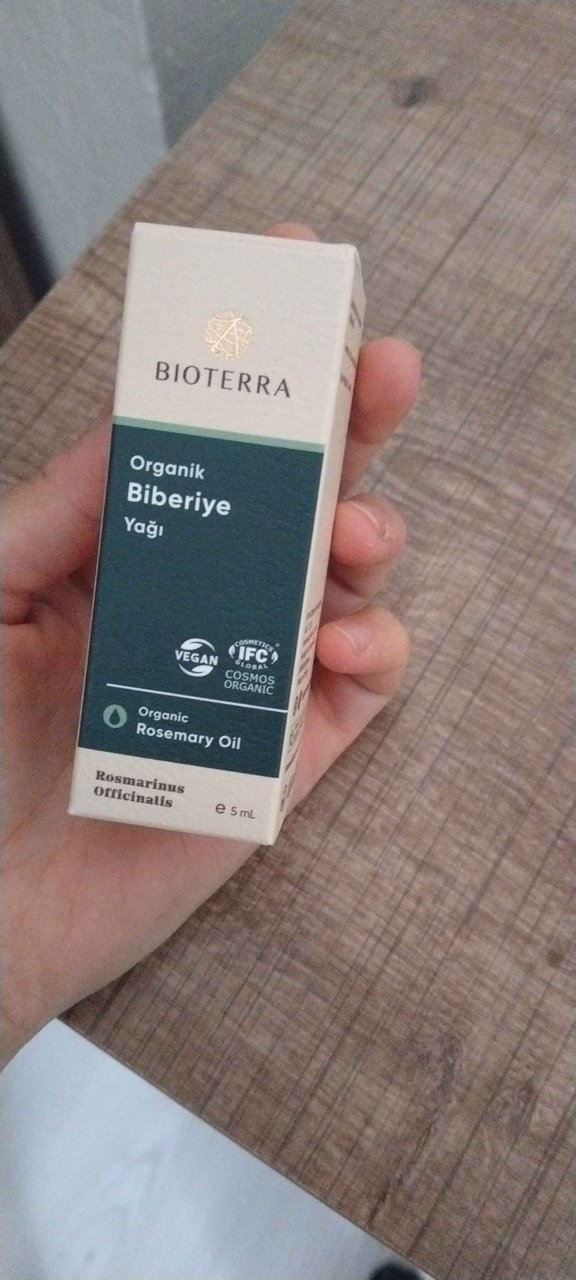 BIOTERRA
Organik
Biberiye
Yağı
VEGAN
COSMETICS
IFC
GLOBAL
COSMOS
ORGANIC
Organic
Rosemary Oil
Rosmarinus
Officinalis
e 5 mL